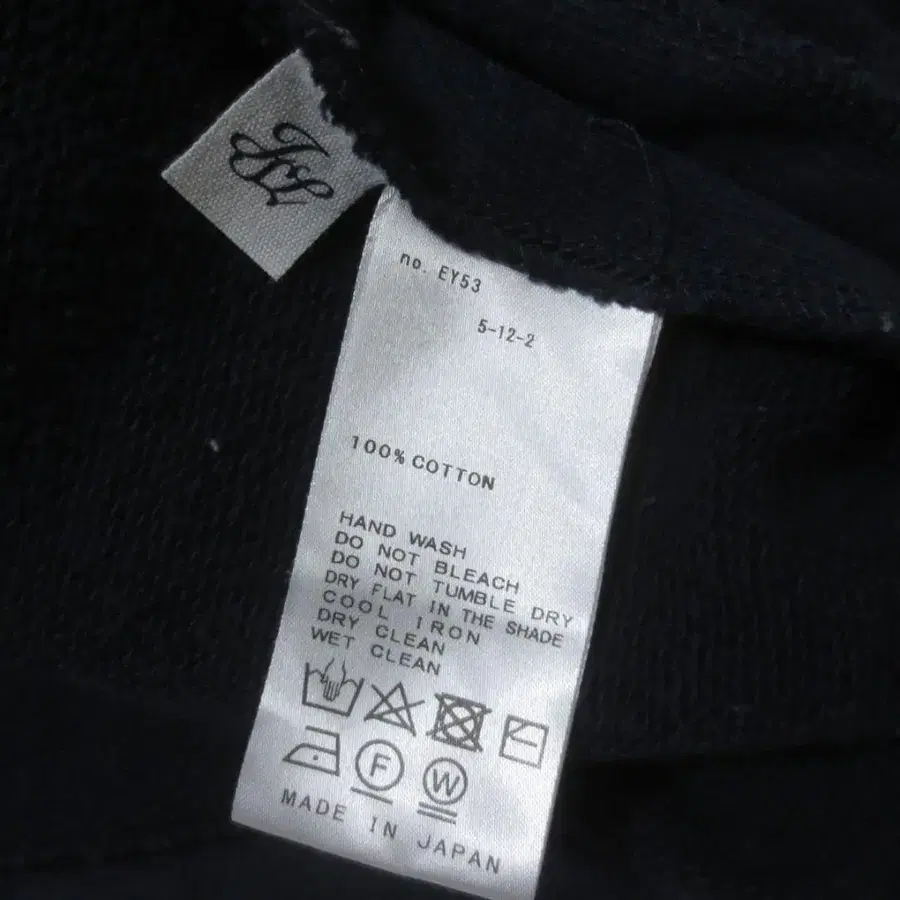 no. EY53
5-12-2
100% COTTON
HAND WASH
DO NOT BLEACH
DO NOT TUMBLE DRY
DRY FLAT IN THE SHADE
COOL IRON
DRY CLEAN
WET CLEAN
F
W
MADE IN JAPAN